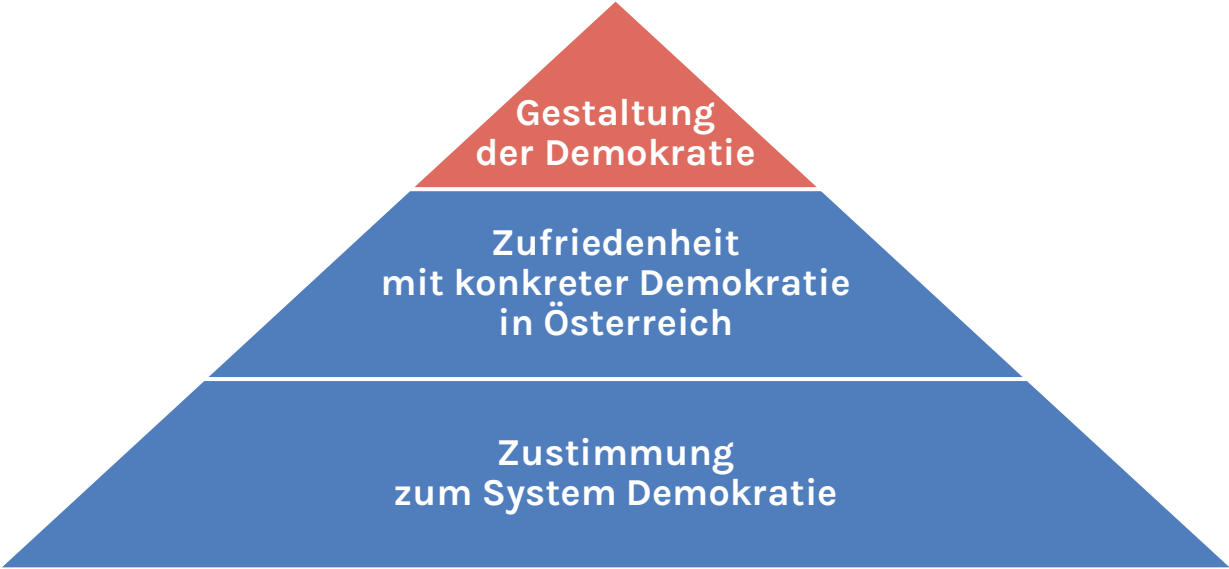 Gestaltung
der Demokratie
Zufriedenheit
mit konkreter Demokratie
in Österreich
Zustimmung
zum System Demokratie